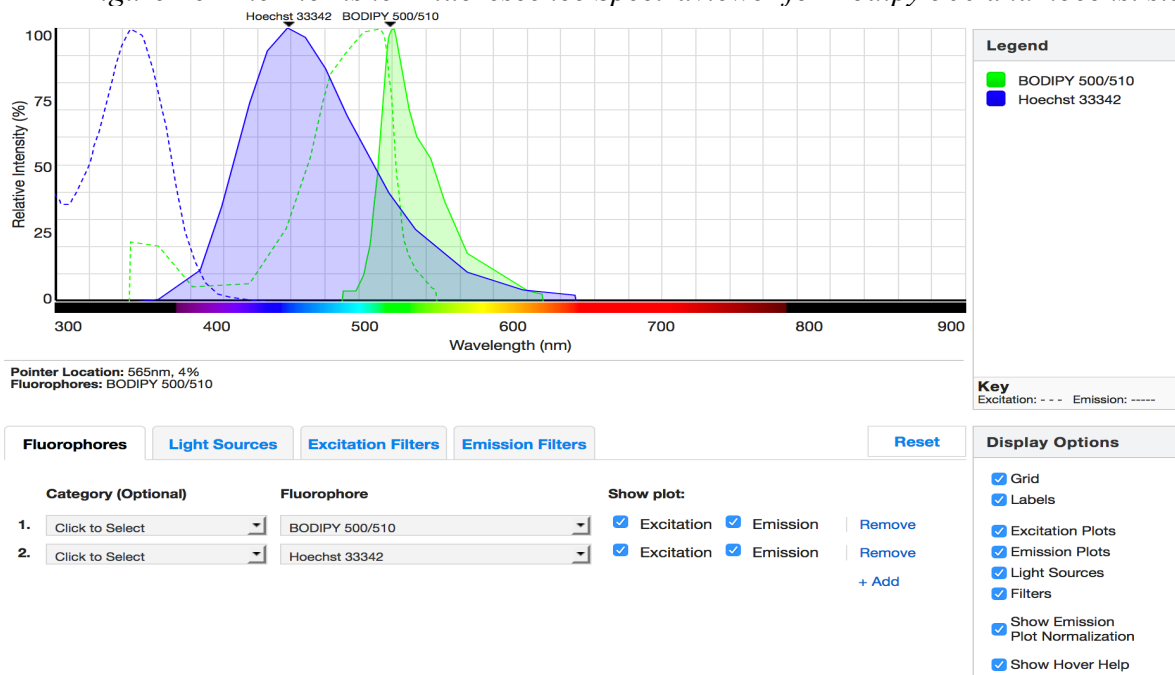 Hoechst 33342 BODIPY 500/510
100
75
50
25
0
Relative Intensity (%)
300 400 500 600 700 800 900
Wavelength (nm)
Legend
BODIPY 500/510
Hoechst 33342
Key
Excitation: - - - Emission: -----
Pointer Location: 565nm, 4%
Fluorophores: BODIPY 500/510
Fluorophores Light Sources Excitation Filters Emission Filters Reset
Category (Optional) Fluorophore Show plot:
1. Click to Select BODIPY 500/510 Excitation Emission Remove
2. Click to Select Hoechst 33342 Excitation Emission Remove
+ Add
Display Options
Grid
Labels
Excitation Plots
Emission Plots
Light Sources
Filters
Show Emission
Plot Normalization
Show Hover Help